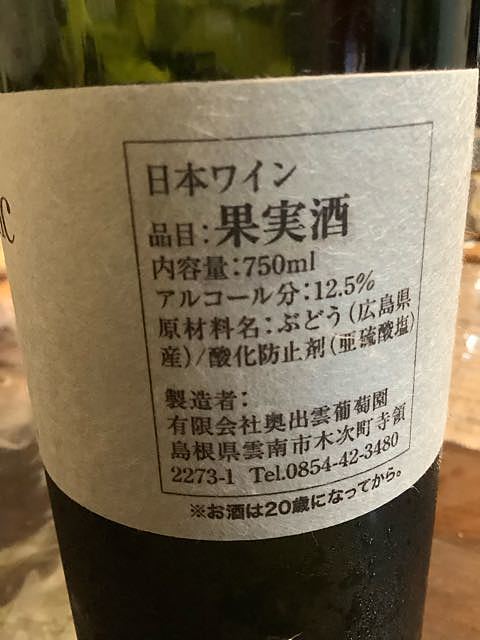 日本ワイン
品目：果実酒
内容量：750ml
アルコール分：12.5%
原材料名：ぶどう（広島県
産）/酸化防止剤（亜硫酸塩）
製造者：
有限会社奥出雲葡萄園
島根県雲南市木次町寺領
2273-1 Tel.0854-42-3480
※お酒は20歳になってから。